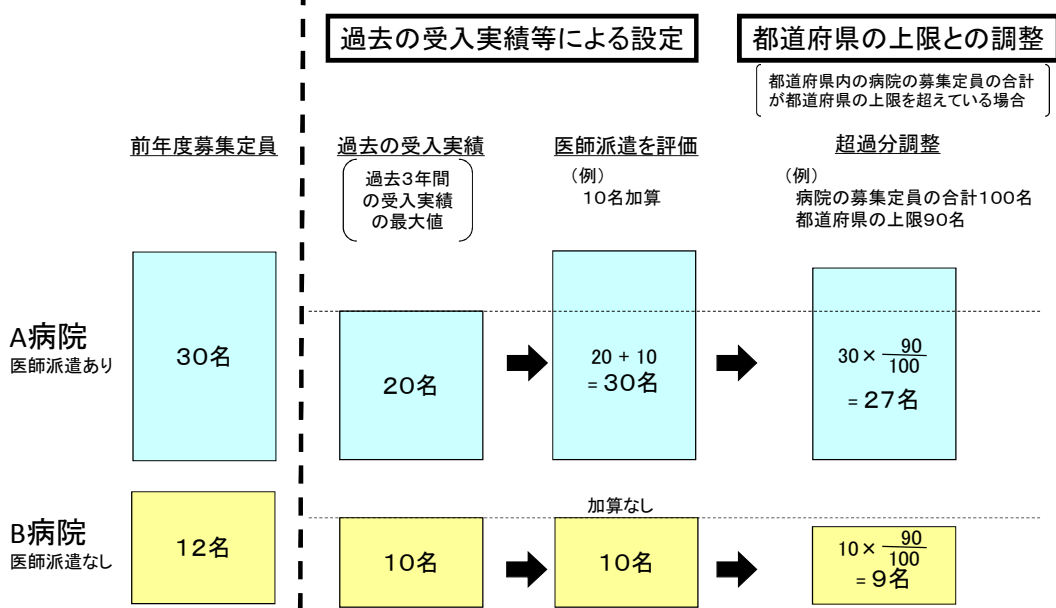 過去の受入実績等による設定
都道府県の上限との調整
都道府県内の病院の募集定員の合計
が都道府県の上限を超えている場合
前年度募集定員
過去の受入実績
過去3年間
の受入実績
の最大値
医師派遣を評価
（例）
10名加算
超過分調整
（例）
病院の募集定員の合計100名
都道府県の上限90名
A病院
医師派遣あり
30名
20名
20 + 10
= 30名
30× 90
100
= 27名
B病院
医師派遣なし
12名
10名
加算なし
10名
10× 90
100
= 9名